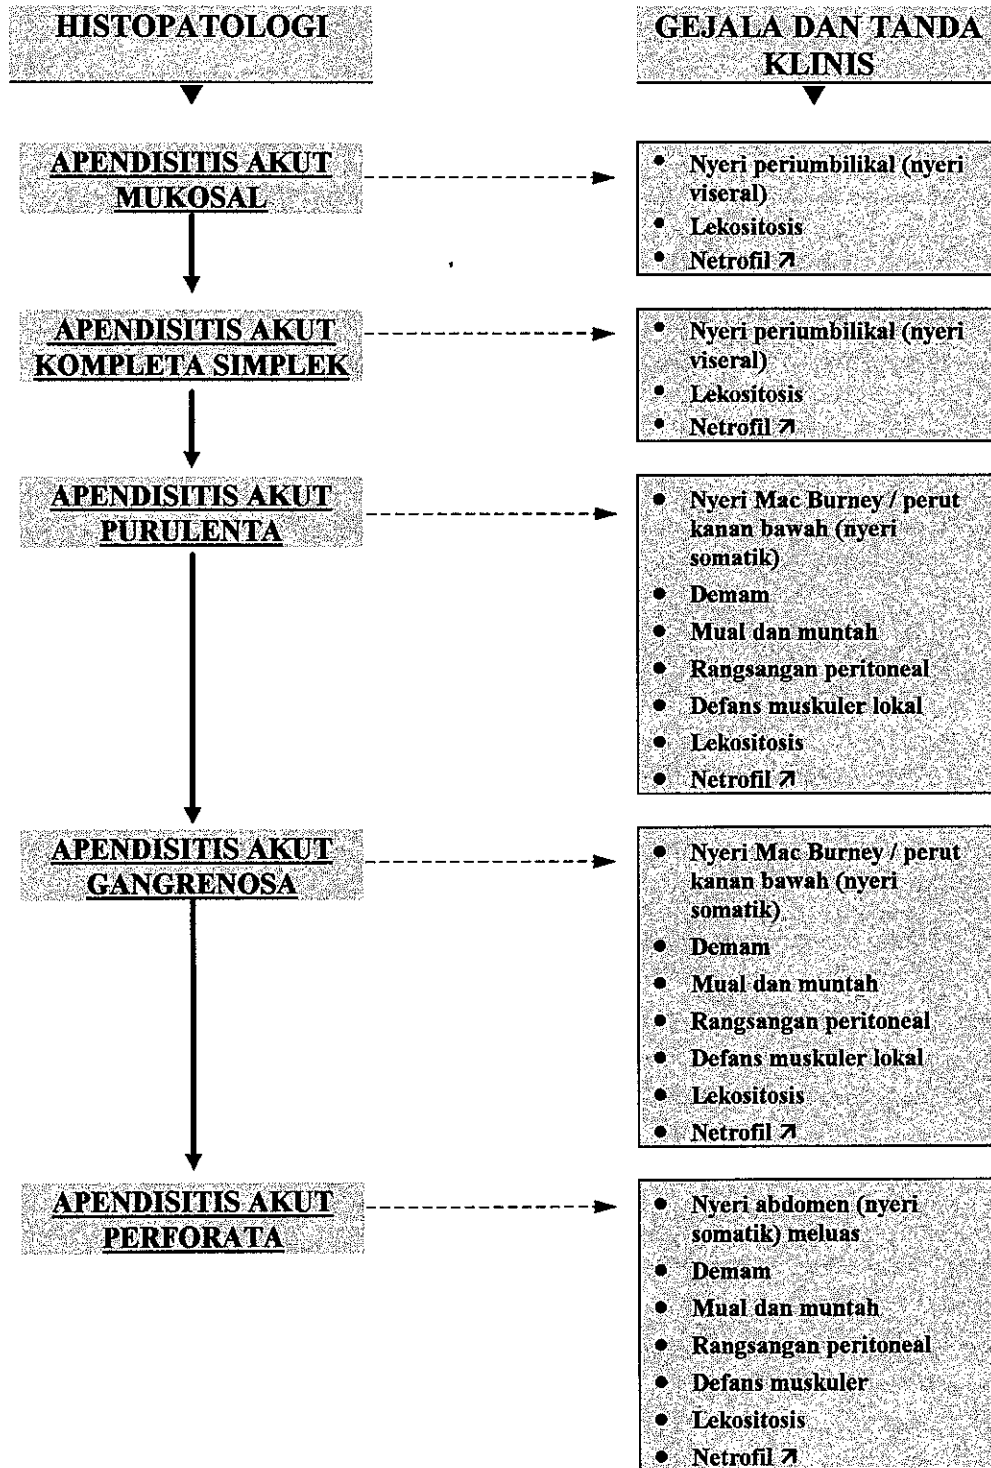 HISTOPATOLOGI
GEJALA DAN TANDA
KLINIS
APENDISITIS AKUT
MUKOSAL
• Nyeri periumbilikal (nyeri
viseral)
• Lekositosis
• Netrofil ↗
APENDISITIS AKUT
KOMPLETA SIMPLEK
• Nyeri periumbilikal (nyeri
viseral)
• Lekositosis
• Netrofil ↗
APENDISITIS AKUT
PURULENTA
• Nyeri Mac Burney / perut
kanan bawah (nyeri
somatik)
• Demam
• Mual dan muntah
• Rangsangan peritoneal
• Defans muskuler lokal
• Lekositosis
• Netrofil ↗
APENDISITIS AKUT
GANGRENOSA
• Nyeri Mac Burney / perut
kanan bawah (nyeri
somatik)
• Demam
• Mual dan muntah
• Rangsangan peritoneal
• Defans muskuler lokal
• Lekositosis
• Netrofil ↗
APENDISITIS AKUT
PERFORATA
• Nyeri abdomen (nyeri
somatik) meluas
• Demam
• Mual dan muntah
• Rangsangan peritoneal
• Defans muskuler
• Lekositosis
• Netrofil ↗